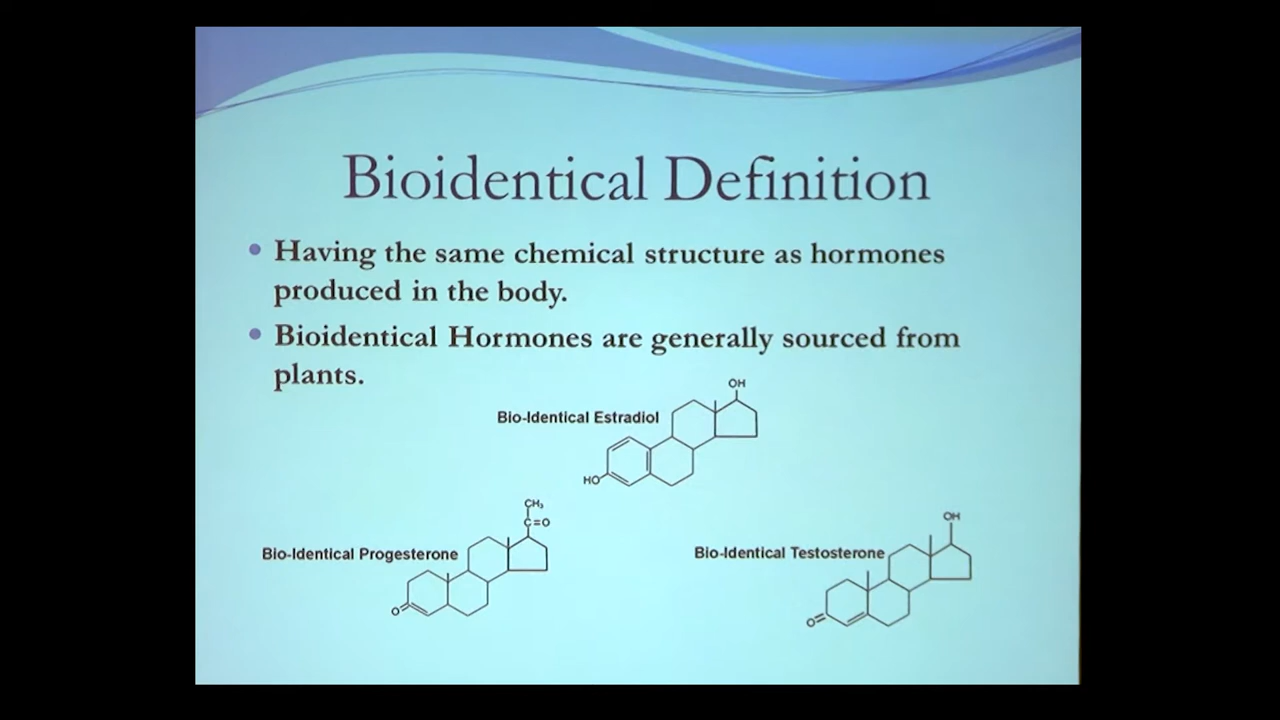 Bioidentical Definition
• Having the same chemical structure as hormones
produced in the body.
• Bioidentical Hormones are generally sourced from
plants.
OH
Bio-Identical Estradiol
HO
CH₃
C=O
Bio-Identical Progesterone
O
OH
Bio-Identical Testosterone
O